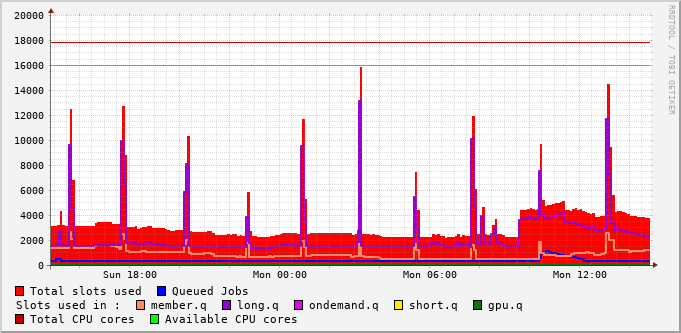 20000
18000
16000
14000
12000
10000
8000
6000
4000
2000
0
Sun 18:00 Mon 00:00 Mon 06:00 Mon 12:00
RRDTOOL / TOBI OETIKER
Total slots used Queued Jobs
Slots used in : member.q long.q ondemand.q short.q gpu.q
Total CPU cores Available CPU cores